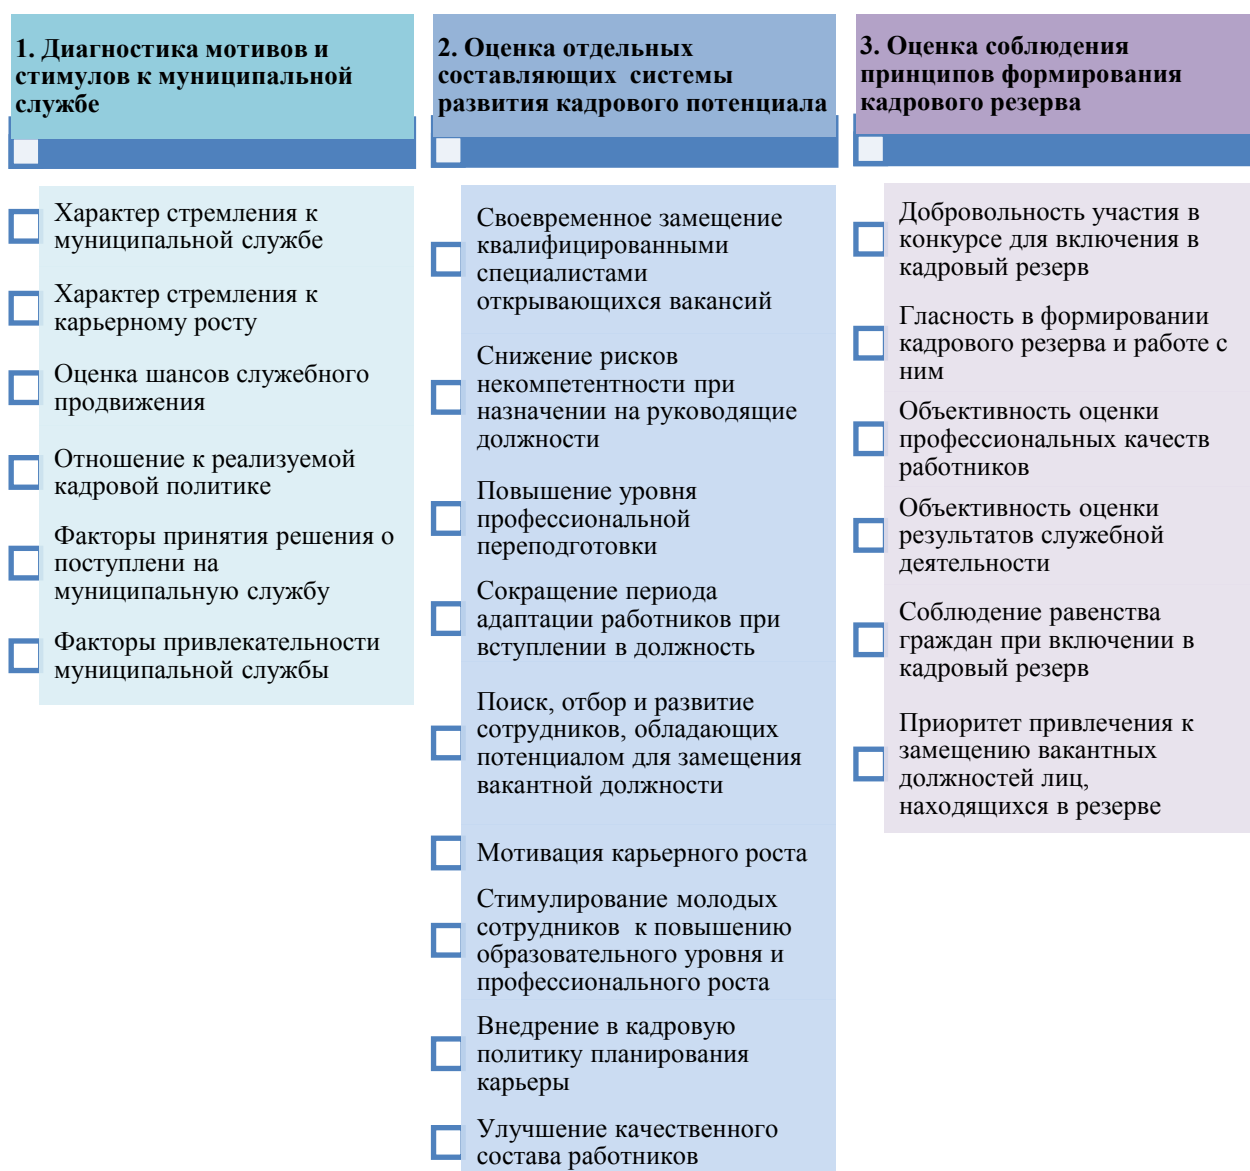 1. Диагностика мотивов и
стимулов к муниципальной
службе
Характер стремления к
муниципальной службе
Характер стремления к
карьерному росту
Оценка шансов служебного
продвижения
Отношение к реализуемой
кадровой политике
Факторы принятия решения о
поступлени на
муниципальную службу
Факторы привлекательности
муниципальной службы
2. Оценка отдельных
составляющих системы
развития кадрового потенциала
Своевременное замещение
квалифицированными
специалистами
открывающихся вакансий
Снижение рисков
некомпетентности при
назначении на руководящие
должности
Повышение уровня
профессиональной
переподготовки
Сокращение периода
адаптации работников при
вступлении в должность
Поиск, отбор и развитие
сотрудников, обладающих
потенциалом для замещения
вакантной должности
Мотивация карьерного роста
Стимулирование молодых
сотрудников к повышению
образовательного уровня и
профессионального роста
Внедрение в кадровую
политику планирования
карьеры
Улучшение качественного
состава работников
3. Оценка соблюдения
принципов формирования
кадрового резерва
Добровольность участия в
конкурсе для включения в
кадровый резерв
Гласность в формировании
кадрового резерва и работе с
ним
Объективность оценки
профессиональных качеств
работников
Объективность оценки
результатов служебной
деятельности
Соблюдение равенства
граждан при включении в
кадровый резерв
Приоритет привлечения к
замещению вакантных
должностей лиц,
находящихся в резерве